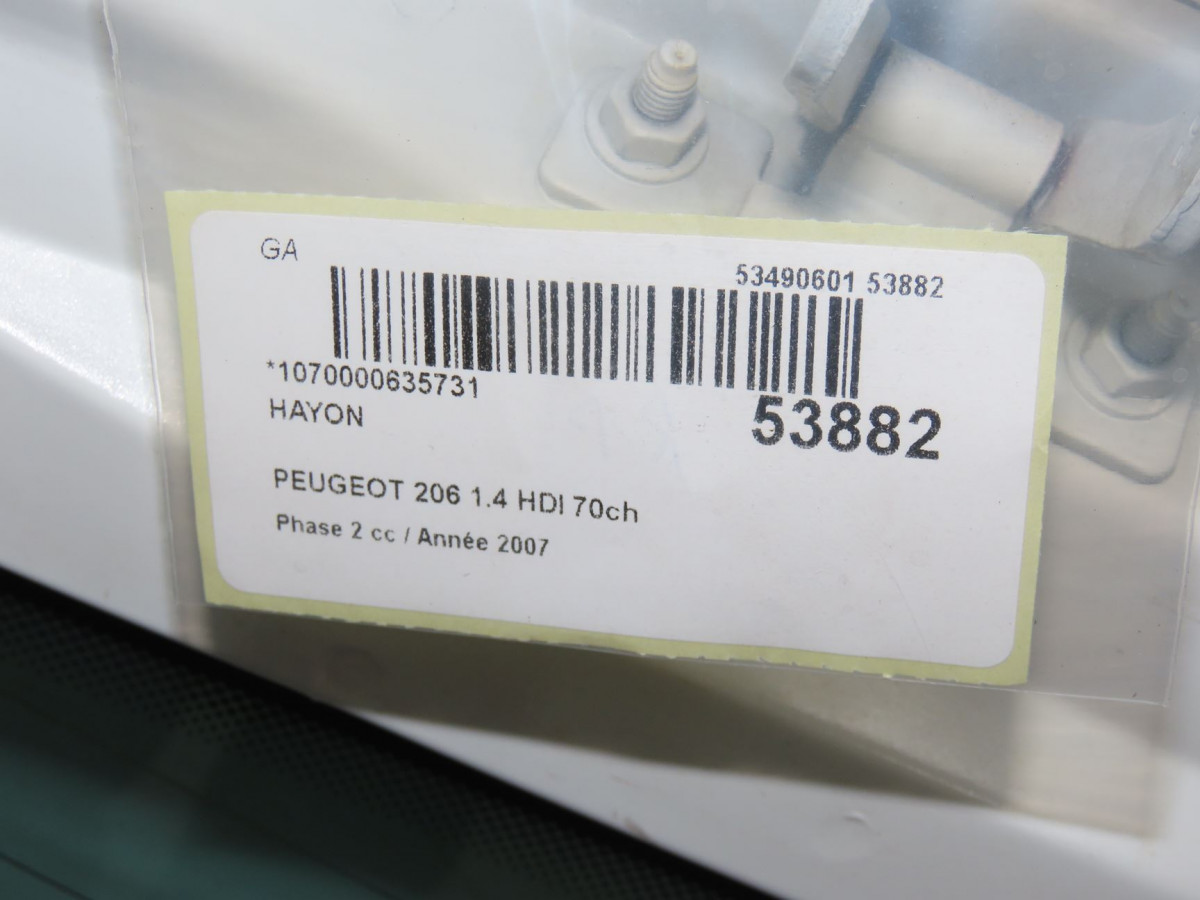 GA
53490601 53882
*1070000635731
53882
HAYON
PEUGEOT 206 1.4 HDI 70ch
Phase 2 cc / Année 2007